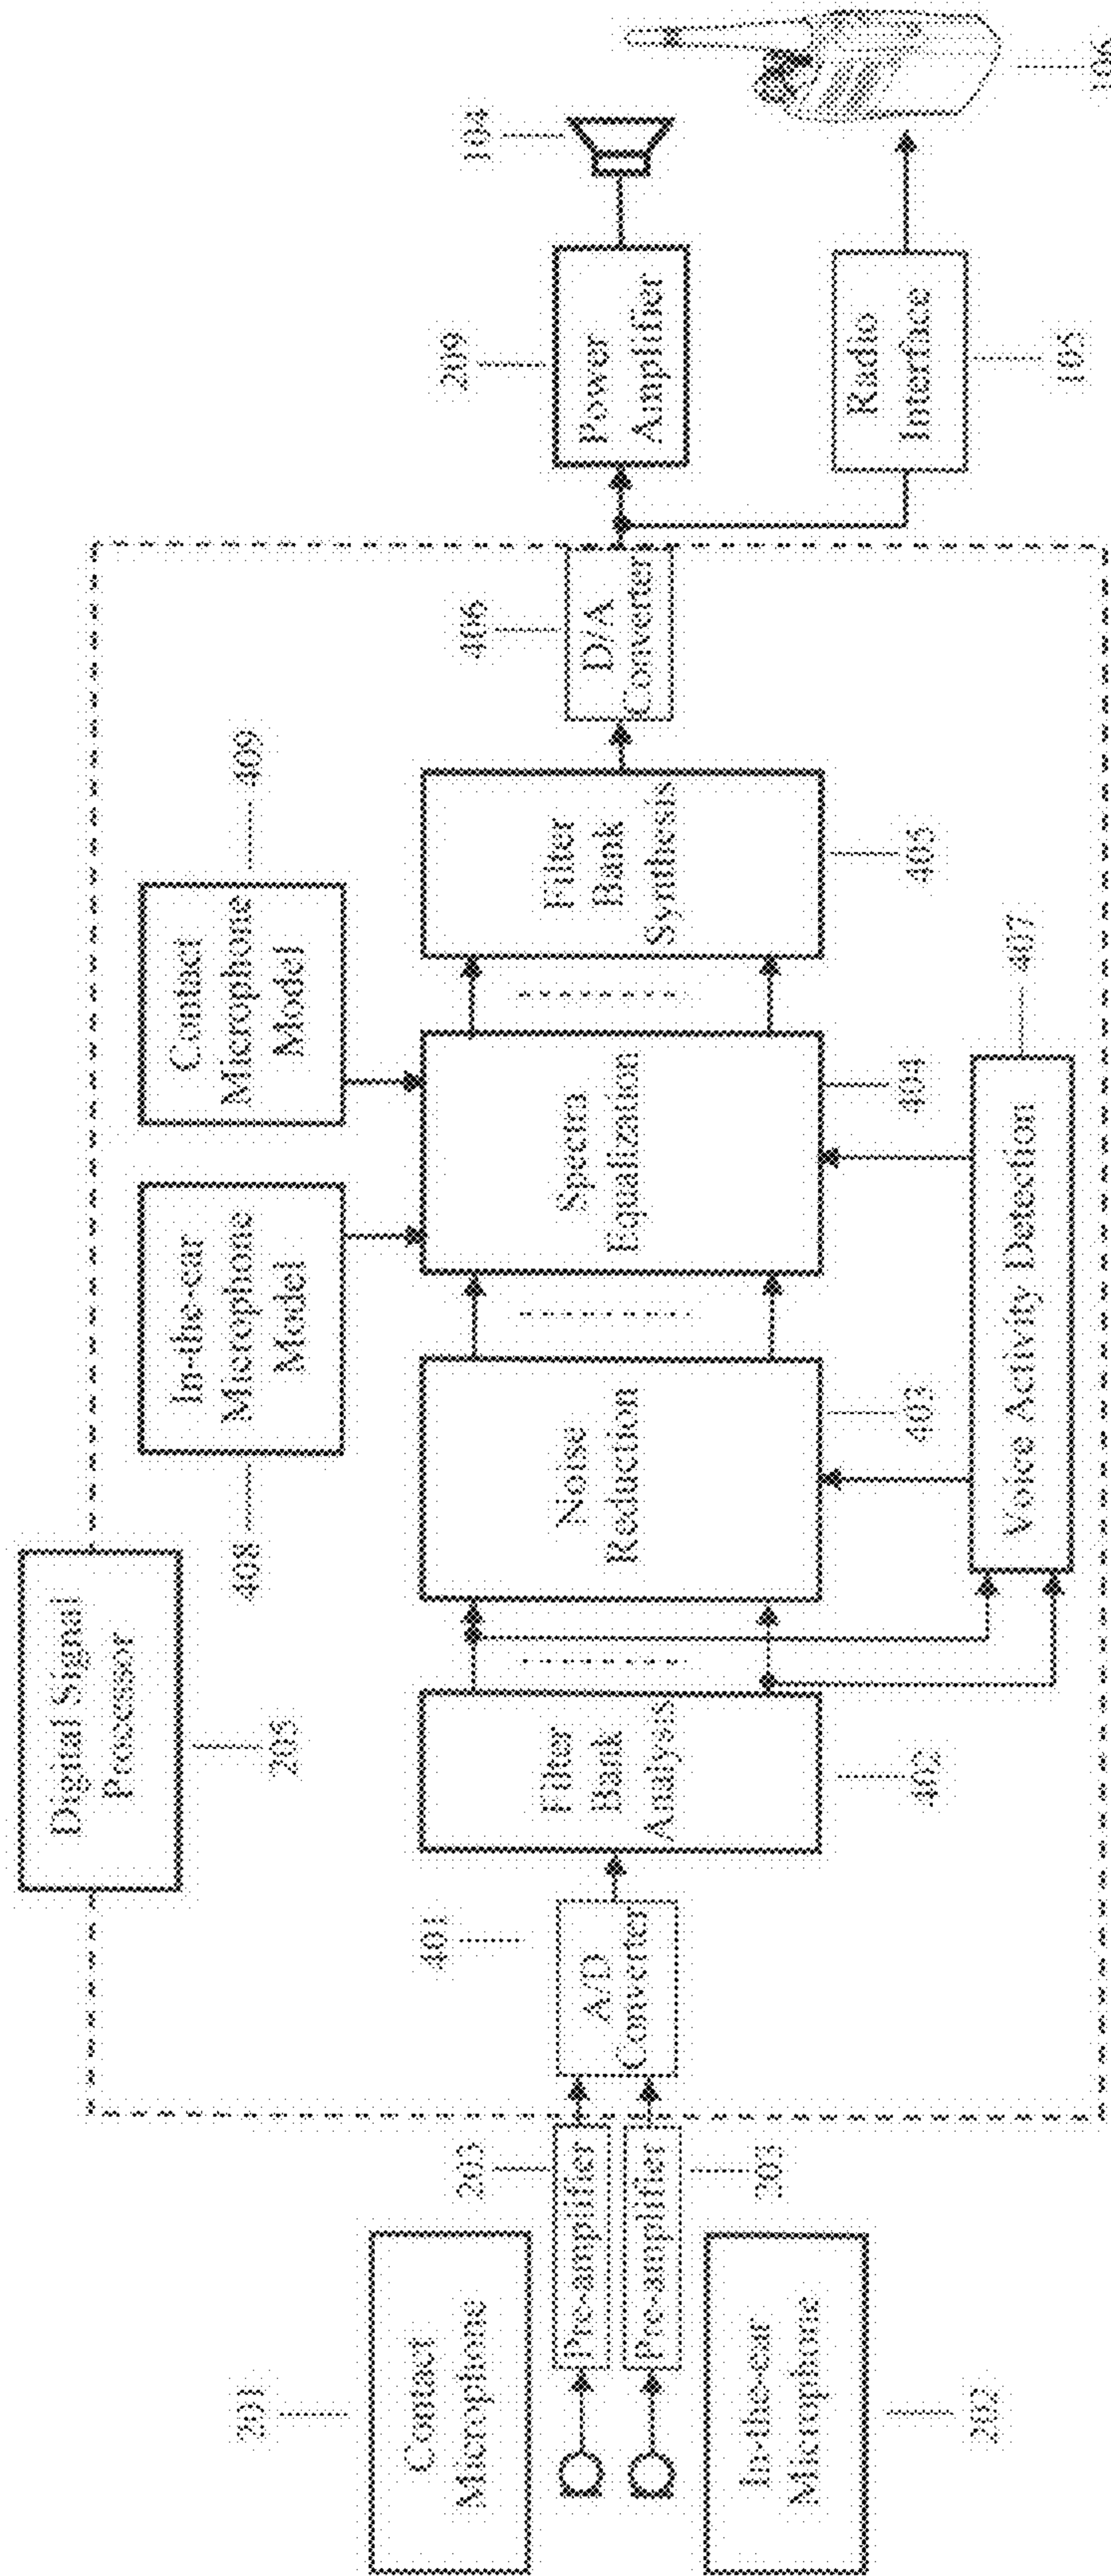 Digital Signal
Processor
205
408
In-the-ear
Microphone
Model
Contact
Microphone
Model
409
201
Contact
Microphone
203
Pre-amplifier
Pre-amplifier
203
In-the-ear
Microphone
202
401
A/D
Converter
Filter
Bank
Analysis
402
Noise
Reduction
403
Speech
Equalization
404
Filter
Bank
Synthesis
405
406
D/A
Converter
Voice Activity Detection
407
209
Power
Amplifier
104
Radio
Interface
105
106